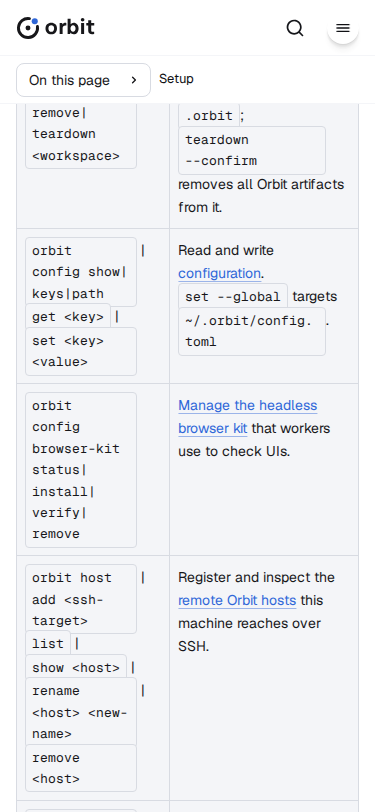 orbit
On this page
Setup
remove|
teardown
<workspace>
.orbit ;
teardown
--confirm
removes all Orbit artifacts
from it.
orbit |
config show|
keys|path
get <key> |
set <key>
<value>
Read and write
configuration.
set --global targets
~/.orbit/config. .
toml
orbit
config
browser-kit
status|
install|
verify|
remove
Manage the headless
browser kit that workers
use to check UIs.
orbit host |
add <ssh-
target>
list |
show <host> |
rename |
<host> <new-
name>
remove
<host>
Register and inspect the
remote Orbit hosts this
machine reaches over
SSH.